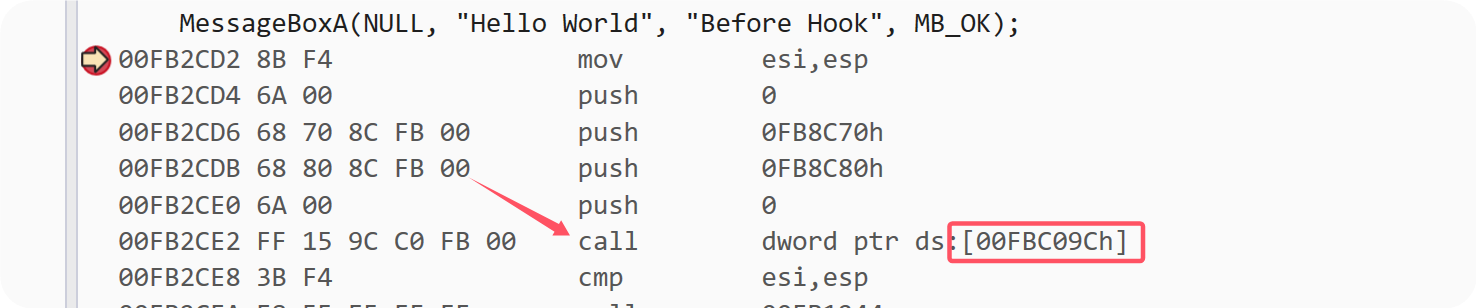 MessageBoxA(NULL, "Hello World", "Before Hook", MB_OK);
00FB2CD2 8B F4 mov esi,esp
00FB2CD4 6A 00 push 0
00FB2CD6 68 70 8C FB 00 push 0FB8C70h
00FB2CDB 68 80 8C FB 00 push 0FB8C80h
00FB2CE0 6A 00 push 0
00FB2CE2 FF 15 9C C0 FB 00 call dword ptr ds:[00FBC09Ch]
00FB2CE8 3B F4 cmp esi,esp